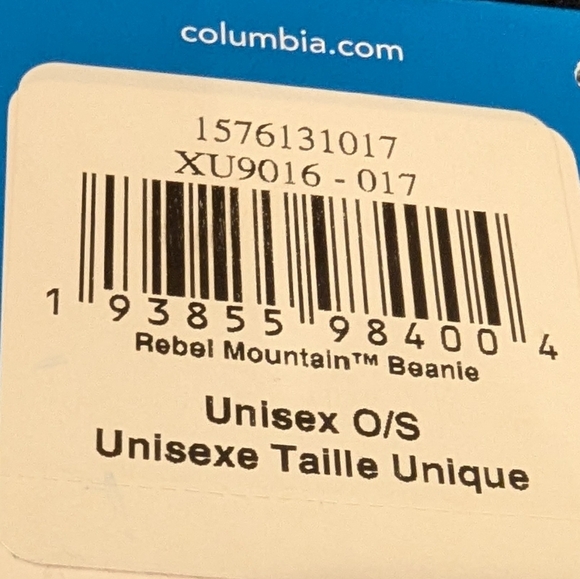 columbia.com
1576131017
XU9016 - 017
1 93855 98400 4
Rebel Mountain™ Beanie
Unisex O/S
Unisexe Taille Unique